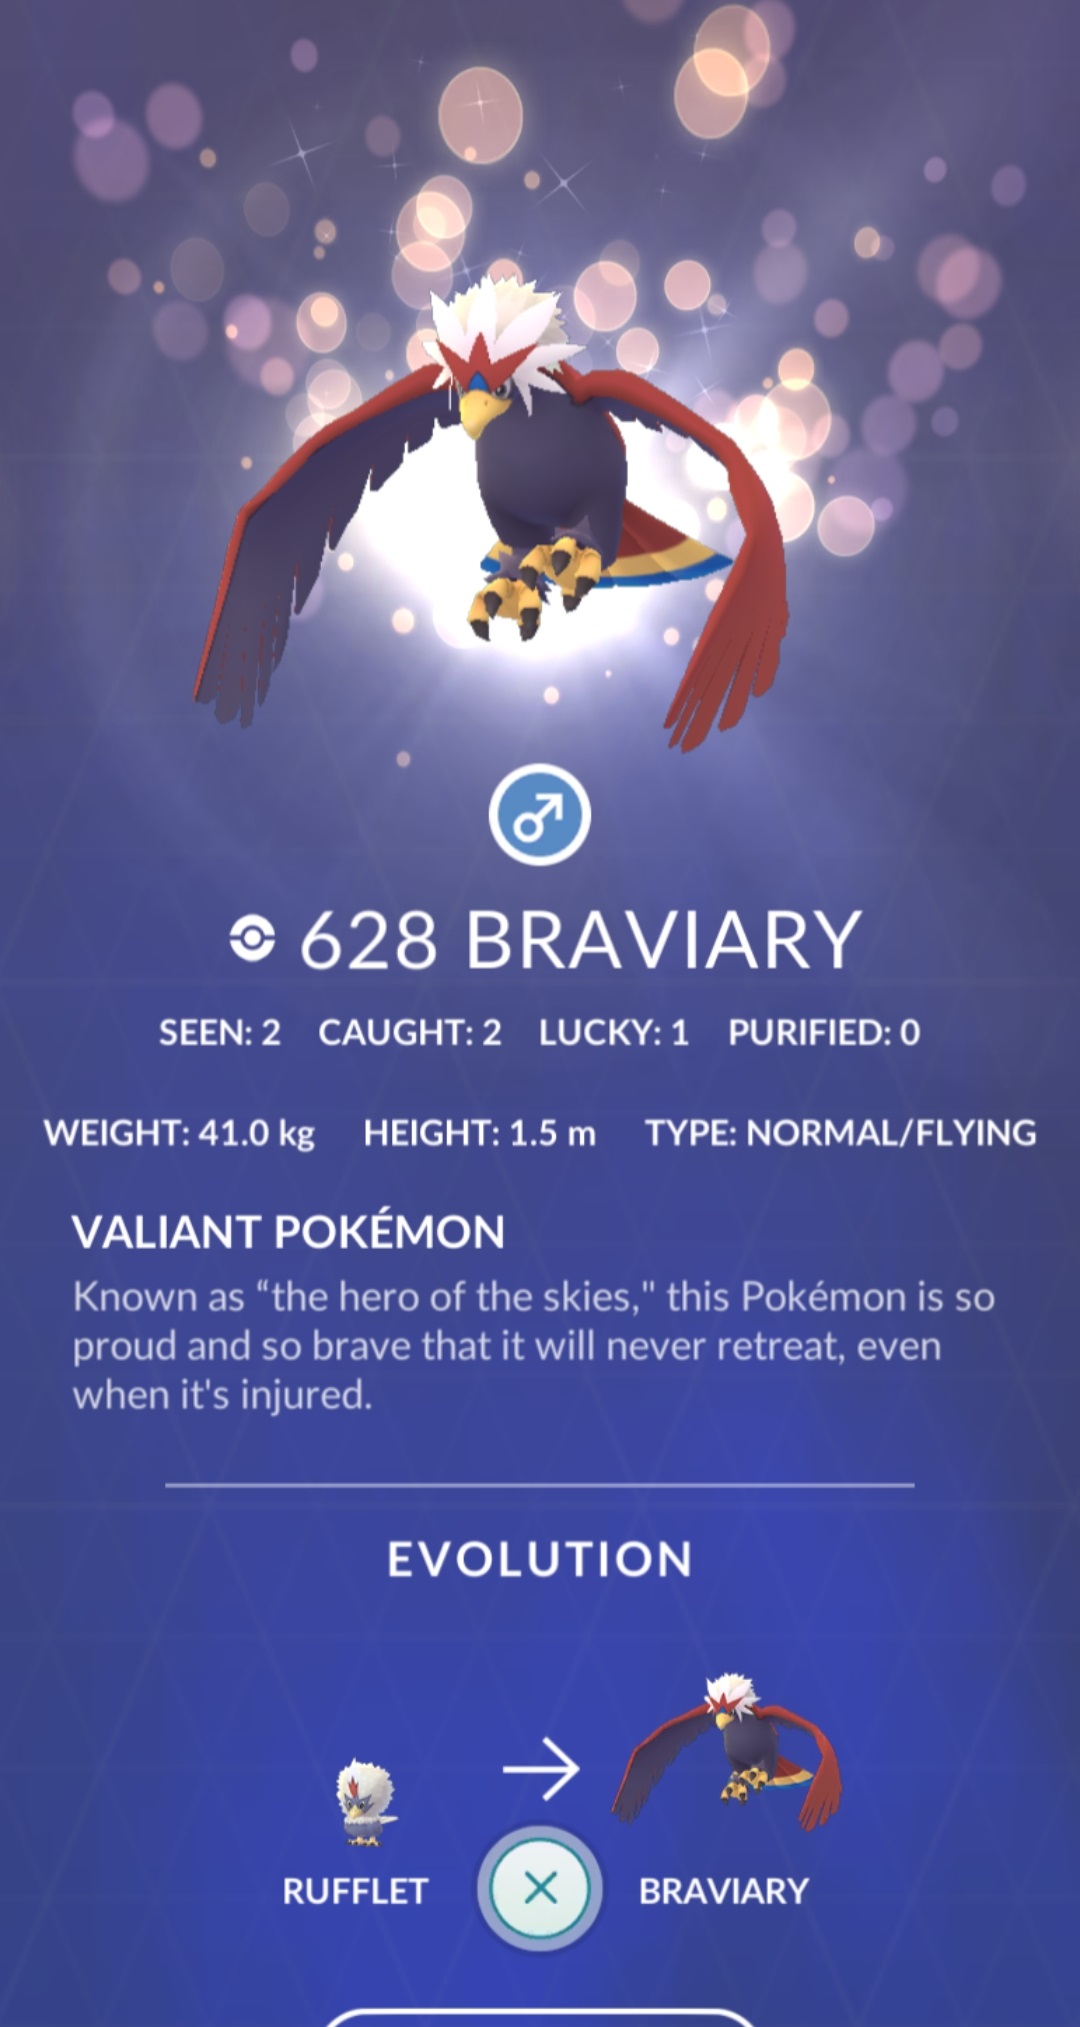 628 BRAVIARY
SEEN: 2 CAUGHT: 2 LUCKY: 1 PURIFIED: 0
WEIGHT: 41.0 kg HEIGHT: 1.5 m TYPE: NORMAL/FLYING
VALIANT POKÉMON
Known as “the hero of the skies," this Pokémon is so
proud and so brave that it will never retreat, even
when it's injured.
EVOLUTION
RUFFLET BRAVIARY